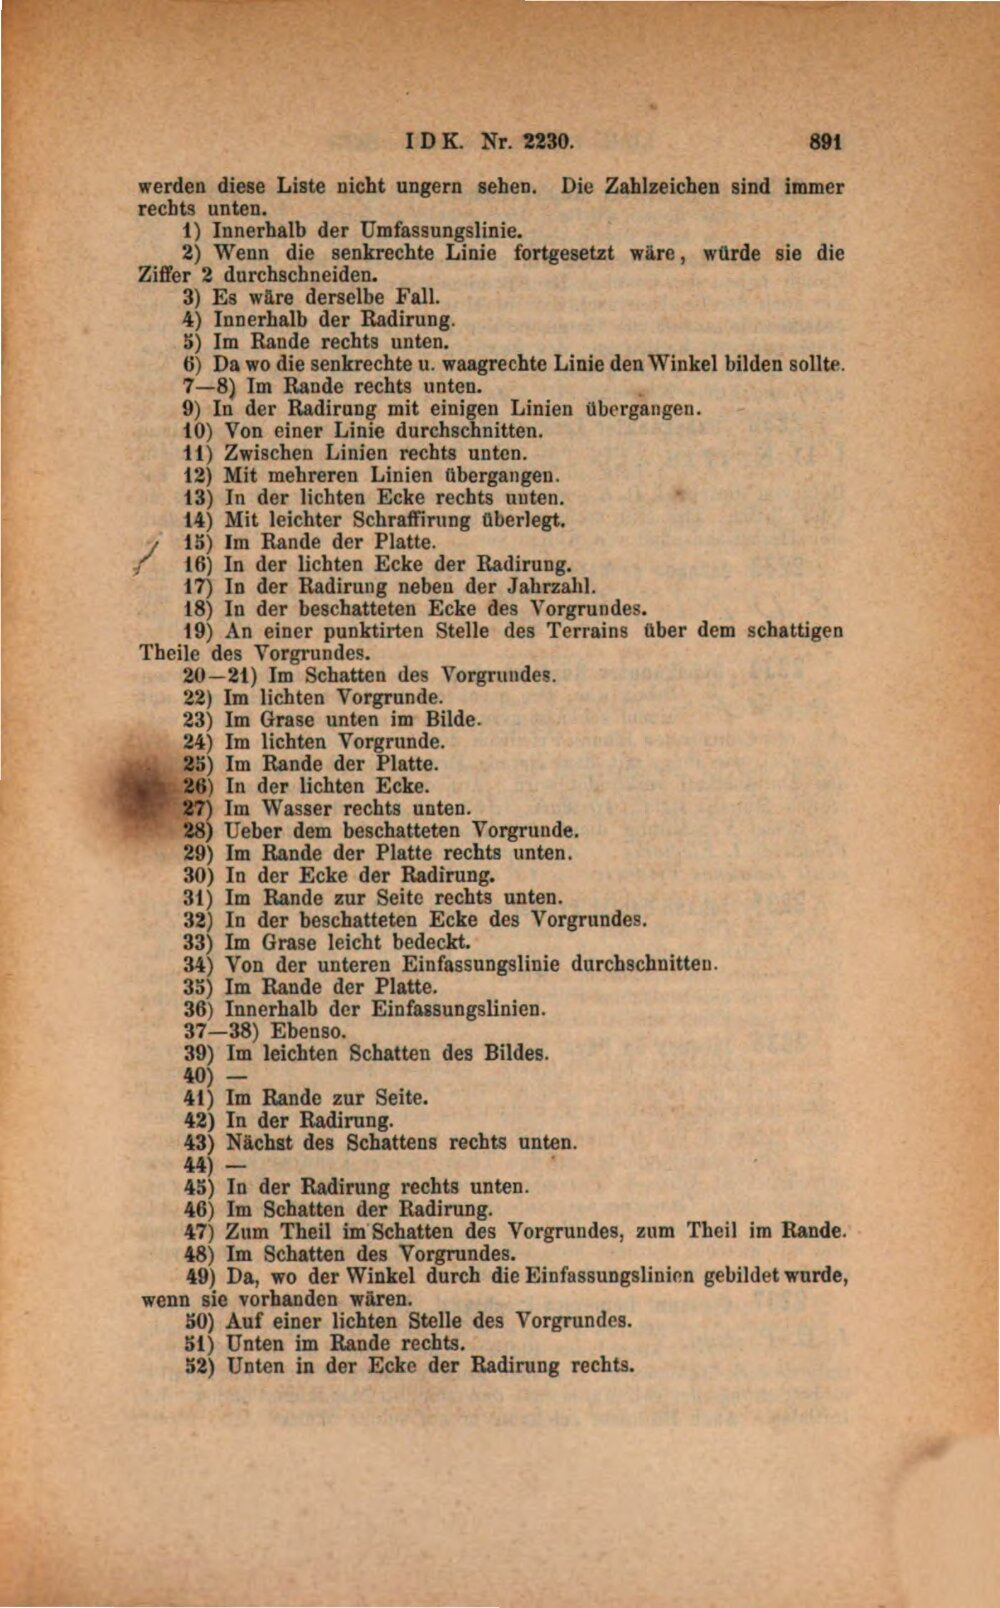 IDK. Nr. 2230. 891
werden diese Liste nicht ungern sehen. Die Zahlzeichen sind immer
rechts unten.
1) Innerhalb der Umfassungslinie.
2) Wenn die senkrechte Linie fortgesetzt wäre, würde sie die
Ziffer 2 durchschneiden.
3) Es wäre derselbe Fall.
4) Innerhalb der Radirung.
5) Im Rande rechts unten.
6) Da wo die senkrechte u. waagrechte Linie den Winkel bilden sollte.
7—8) Im Rande rechts unten.
9) In der Radirung mit einigen Linien übergangen.
10) Von einer Linie durchschnitten.
11) Zwischen Linien rechts unten.
12) Mit mehreren Linien übergangen.
13) In der lichten Ecke rechts unten.
14) Mit leichter Schraffirung überlegt.
15) Im Rande der Platte.
16) In der lichten Ecke der Radirung.
17) In der Radirung neben der Jahrzahl.
18) In der beschatteten Ecke des Vorgrundes.
19) An einer punktirten Stelle des Terrains über dem schattigen
Theile des Vorgrundes.
20—21) Im Schatten des Vorgrundes.
22) Im lichten Vorgrunde.
23) Im Grase unten im Bilde.
24) Im lichten Vorgrunde.
25) Im Rande der Platte.
26) In der lichten Ecke.
27) Im Wasser rechts unten.
28) Ueber dem beschatteten Vorgrunde.
29) Im Rande der Platte rechts unten.
30) In der Ecke der Radirung.
31) Im Rande zur Seite rechts unten.
32) In der beschatteten Ecke des Vorgrundes.
33) Im Grase leicht bedeckt.
34) Von der unteren Einfassungslinie durchschnitten.
35) Im Rande der Platte.
36) Innerhalb der Einfassungslinien.
37—38) Ebenso.
39) Im leichten Schatten des Bildes.
40) —
41) Im Rande zur Seite.
42) In der Radirung.
43) Nächst des Schattens rechts unten.
44) —
45) In der Radirung rechts unten.
46) Im Schatten der Radirung.
47) Zum Theil im Schatten des Vorgrundes, zum Theil im Rande.
48) Im Schatten des Vorgrundes.
49) Da, wo der Winkel durch die Einfassungslinien gebildet wurde,
wenn sie vorhanden wären.
50) Auf einer lichten Stelle des Vorgrundes.
51) Unten im Rande rechts.
52) Unten in der Ecke der Radirung rechts.